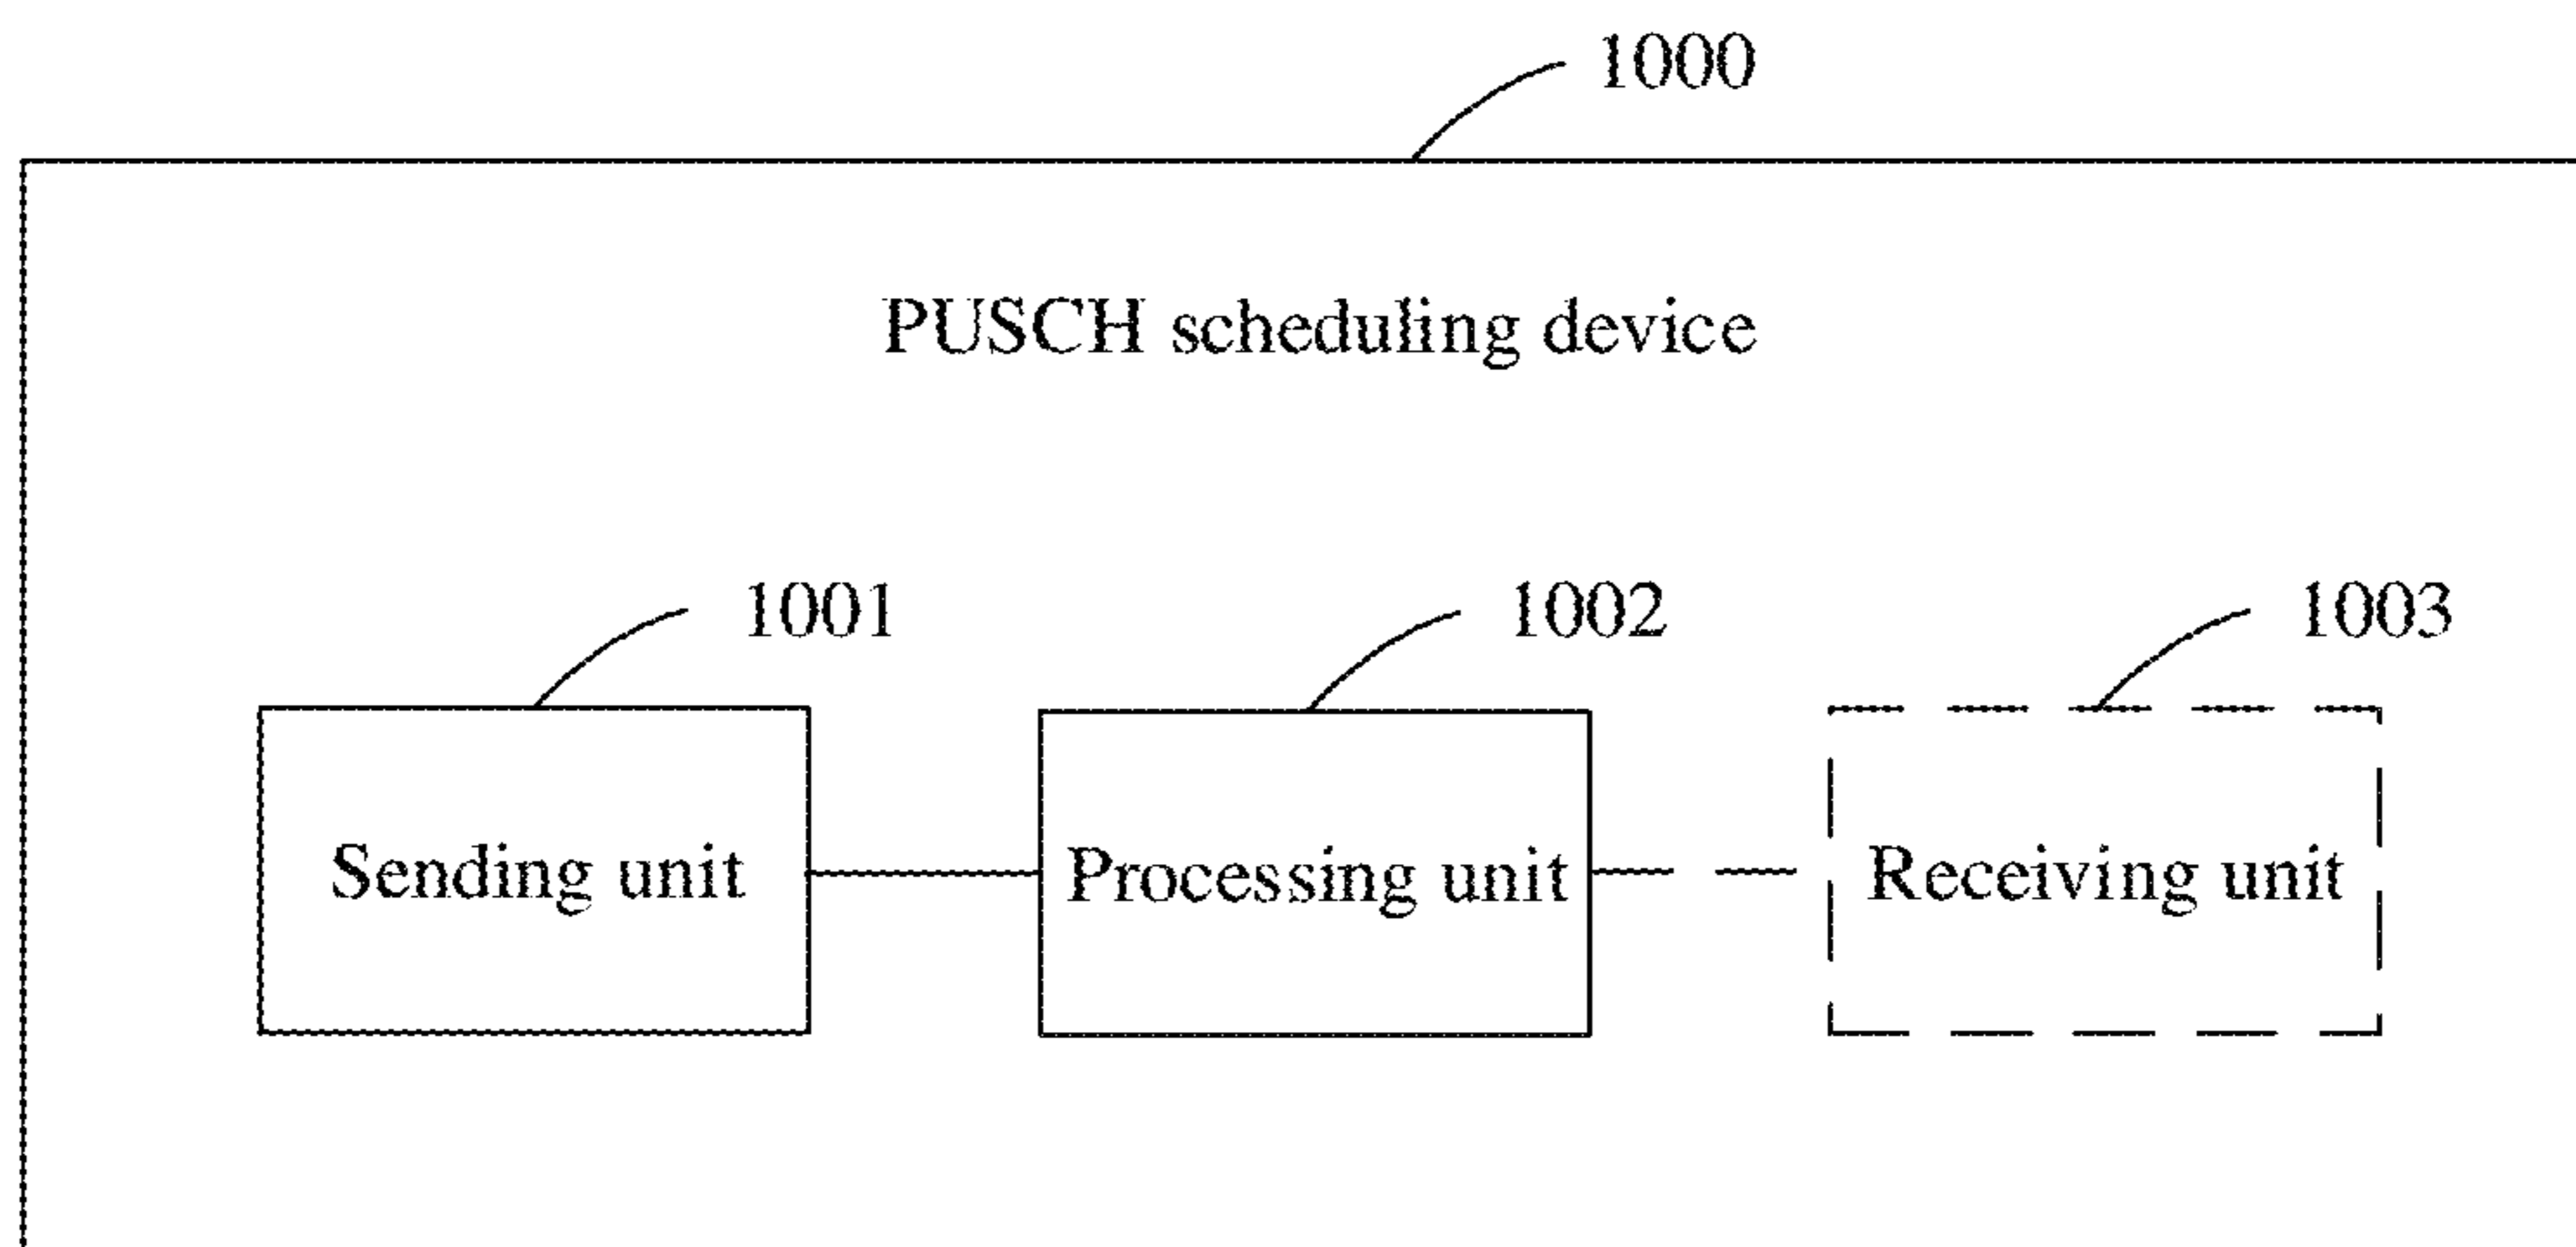 1000
PUSCH scheduling device
1001
1002
1003
Sending unit
Processing unit
Receiving unit